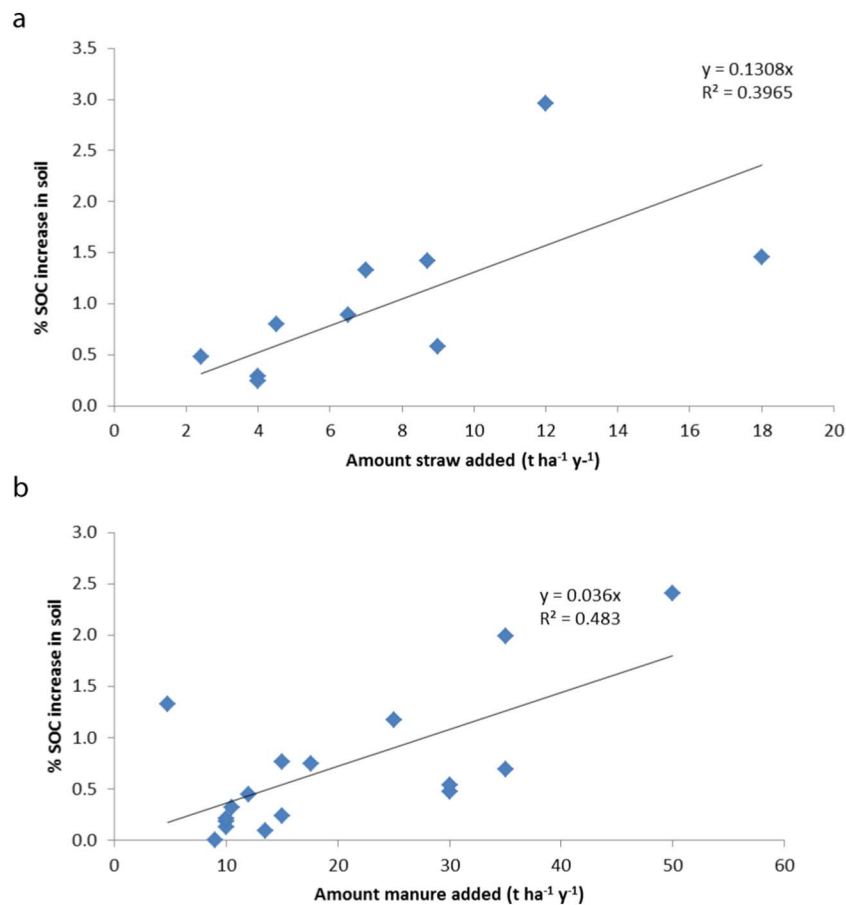 a
3.5
3.0
2.5
2.0
1.5
1.0
0.5
0.0
% SOC increase in soil
y = 0.1308x
R² = 0.3965
0 2 4 6 8 10 12 14 16 18 20
Amount straw added (t ha⁻¹ y-¹)
b
3.0
2.5
2.0
1.5
1.0
0.5
0.0
% SOC increase in soil
y = 0.036x
R² = 0.483
0 10 20 30 40 50 60
Amount manure added (t ha⁻¹ y⁻¹)